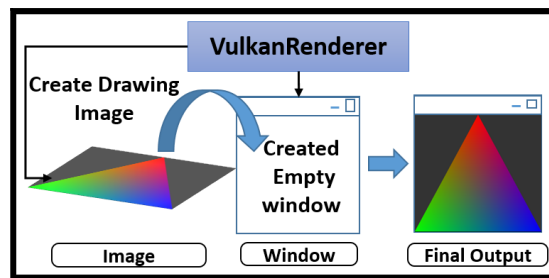 VulkanRenderer
Create Drawing
Image
Created
Empty
window
Image
Window
Final Output